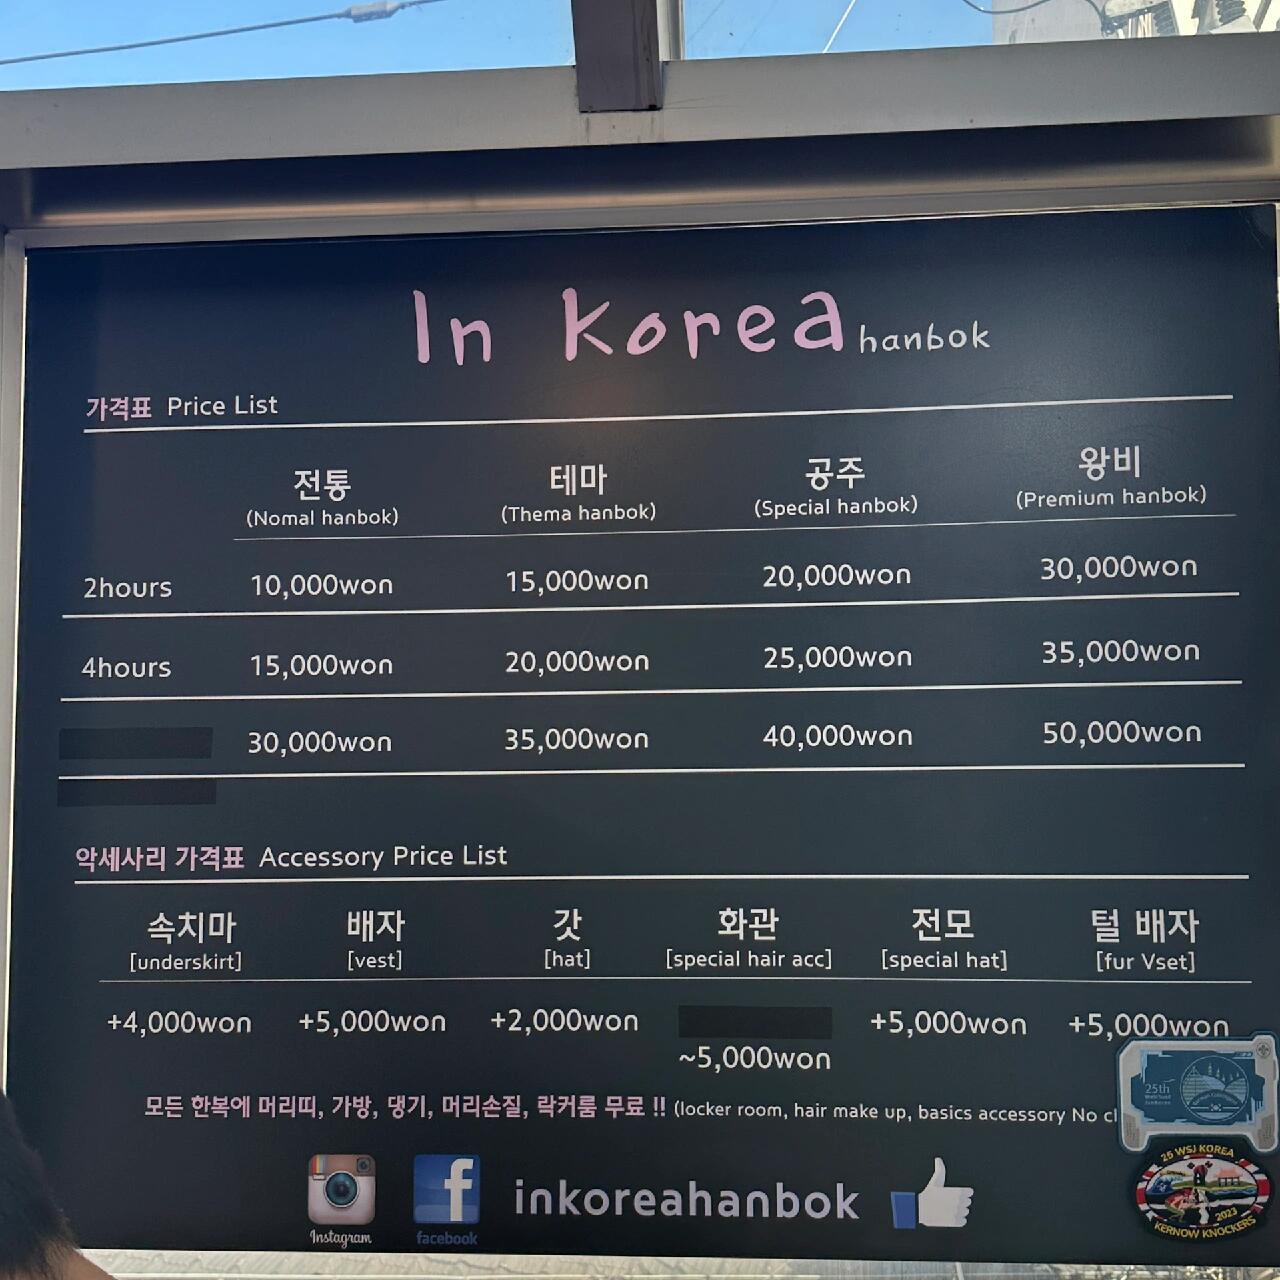 In Korea hanbok
가격표 Price List
전통 테마 공주 왕비
(Nomal hanbok) (Thema hanbok) (Special hanbok) (Premium hanbok)
2hours 10,000won 15,000won 20,000won 30,000won
4hours 15,000won 20,000won 25,000won 35,000won
30,000won 35,000won 40,000won 50,000won
악세사리 가격표 Accessory Price List
속치마 배자 갓 화관 전모 털 배자
[underskirt] [vest] [hat] [special hair acc] [special hat] [fur Vset]
+4,000won +5,000won +2,000won +5,000won +5,000won
~5,000won
모든 한복에 머리띠, 가방, 댕기, 머리손질, 락커룸 무료 !! (locker room, hair make up, basics accessory No
25th
25 WSJ KOREA
2023
KERNOW KNOCKERS
inkoreahanbok
Instagram facebook